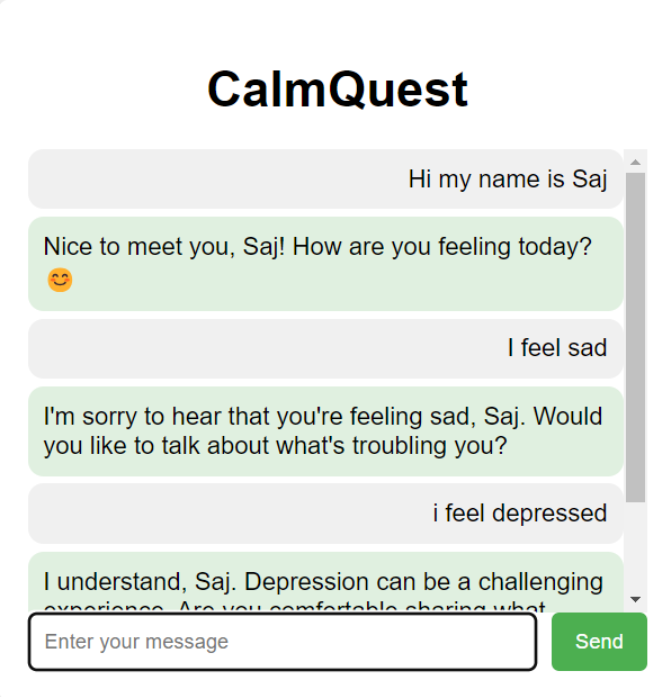 CalmQuest
Hi my name is Saj
Nice to meet you, Saj! How are you feeling today?
😊
I feel sad
I'm sorry to hear that you're feeling sad, Saj. Would
you like to talk about what's troubling you?
i feel depressed
I understand, Saj. Depression can be a challenging
experience. Are you comfortable sharing what
Enter your message
Send